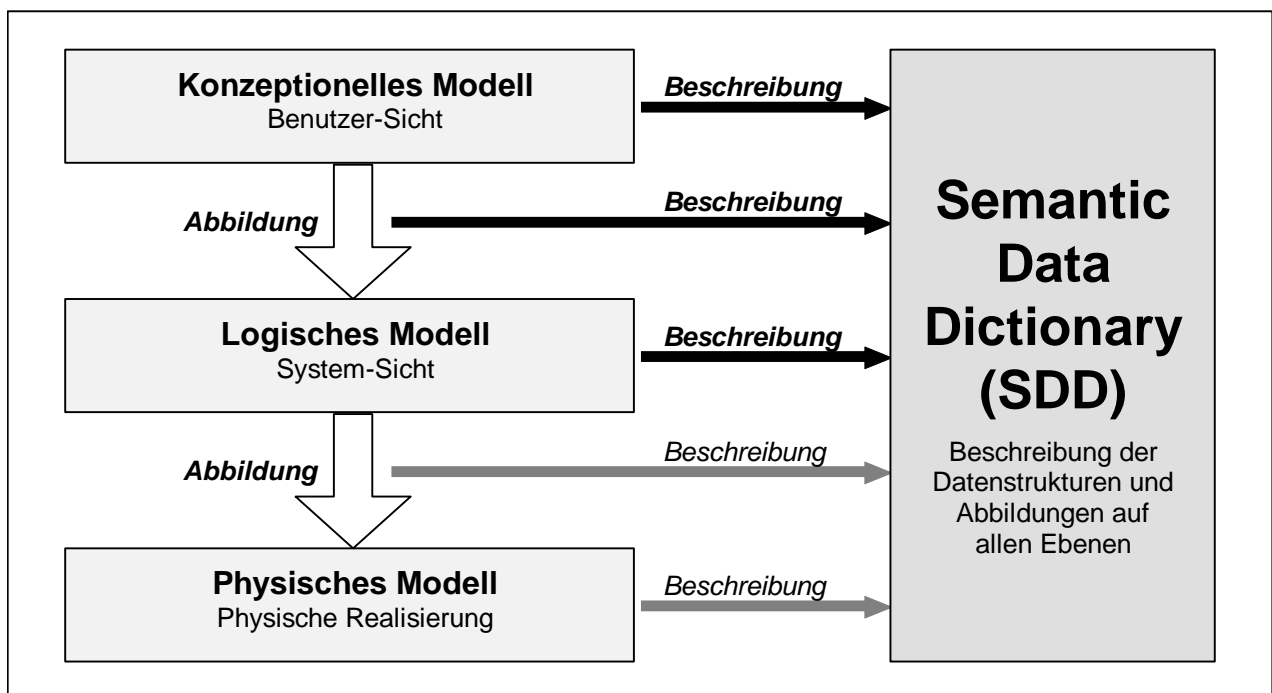 Konzeptionelles Modell
Benutzer-Sicht
Beschreibung
Abbildung
Beschreibung
Logisches Modell
System-Sicht
Beschreibung
Abbildung
Beschreibung
Physisches Modell
Physische Realisierung
Beschreibung
Semantic
Data
Dictionary
(SDD)
Beschreibung der
Datenstrukturen und
Abbildungen auf
allen Ebenen